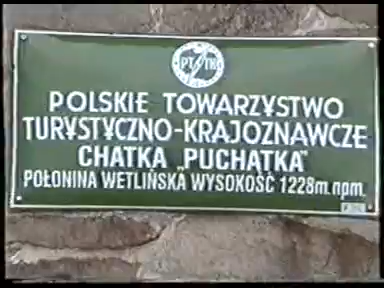 PTTK
POLSKIE TOWARZYSTWO
TURYSTYCZNO-KRAJOZNAWCZE
CHATKA „PUCHATKA"
POŁONINA WETLIŃSKA WYSOKOŚĆ 1228m. npm.